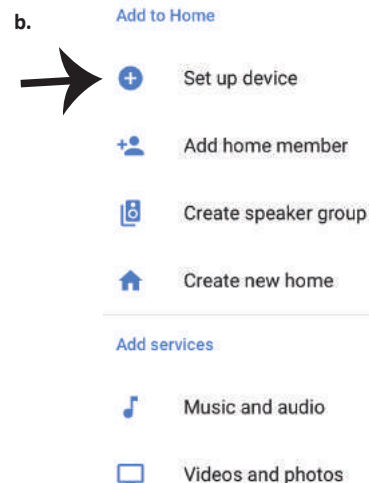 b.
Add to Home
Set up device
Add home member
Create speaker group
Create new home
Add services
Music and audio
Videos and photos